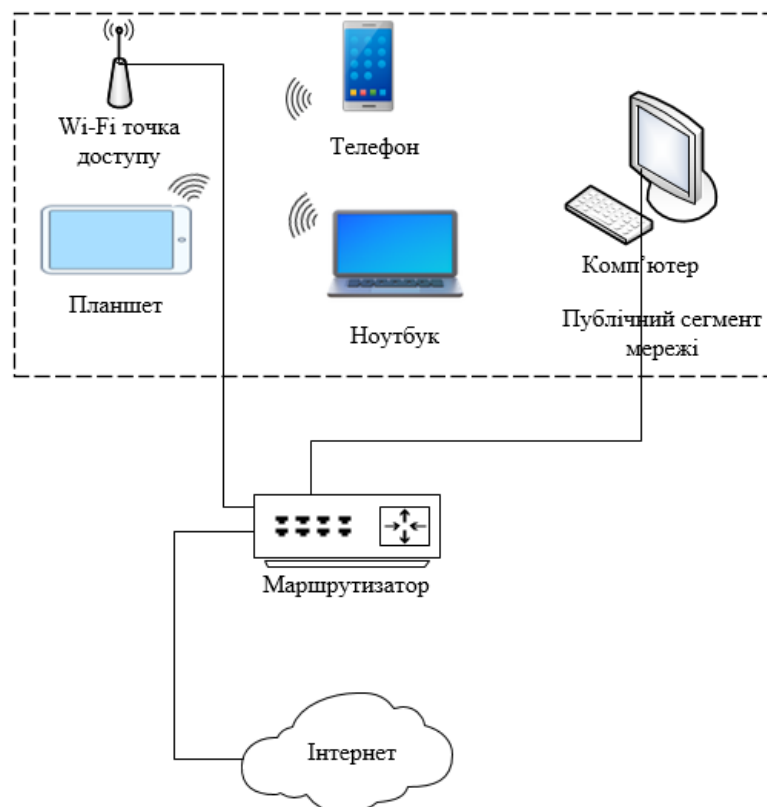 Wi-Fi точка
доступу
Телефон
Комп’ютер
Планшет
Ноутбук
Публічний сегмент
мережі
Маршрутизатор
Інтернет